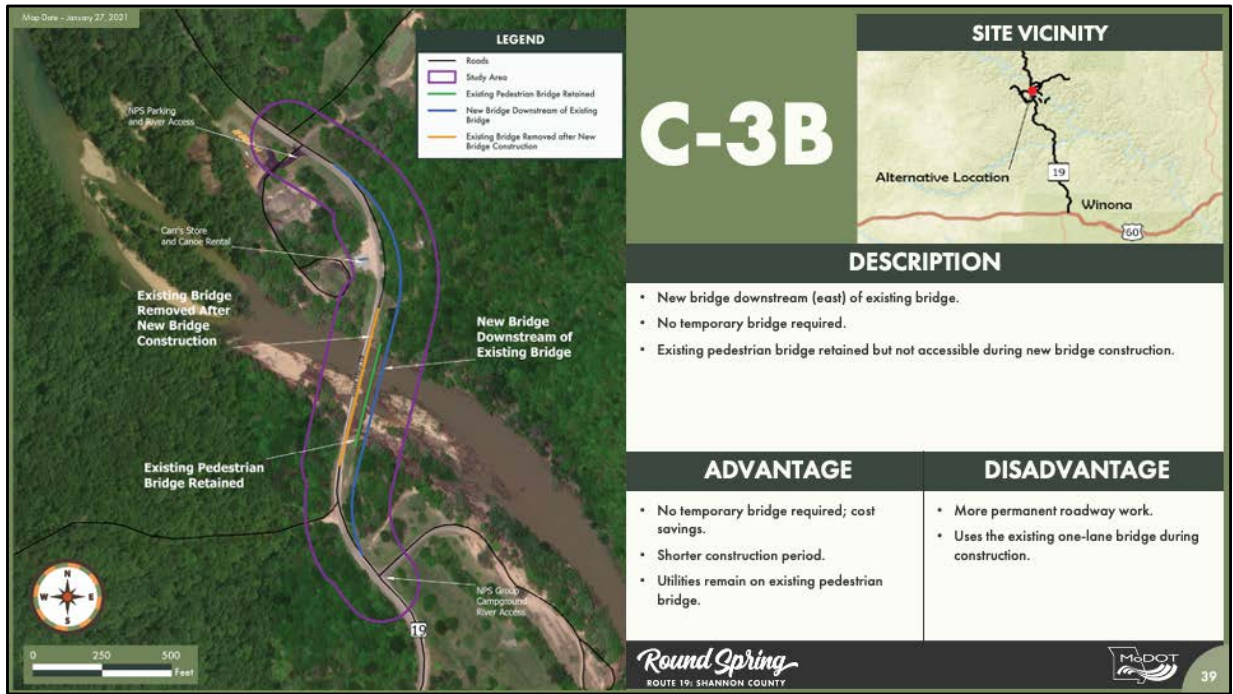 Map Date - January 27, 2021
LEGEND
Roads
Study Area
Existing Pedestrian Bridge Retained
New Bridge Downstream of Existing
Bridge
Existing Bridge Removed after New
Bridge Construction
NPS Parking
and River Access
Carr's Store
and Canoe Rental
Existing Bridge
Removed After
New Bridge
Construction
New Bridge
Downstream of
Existing Bridge
Existing Pedestrian
Bridge Retained
NPS Group
Campground
River Access
19
N
W E
S
0 250 500
Feet
C-3B
SITE VICINITY
Alternative Location
19
Winona
60
DESCRIPTION
• New bridge downstream (east) of existing bridge.
• No temporary bridge required.
• Existing pedestrian bridge retained but not accessible during new bridge construction.
ADVANTAGE
• No temporary bridge required; cost
savings.
• Shorter construction period.
• Utilities remain on existing pedestrian
bridge.
DISADVANTAGE
• More permanent roadway work.
• Uses the existing one-lane bridge during
construction.
Round Spring
ROUTE 19: SHANNON COUNTY
MoDOT
39